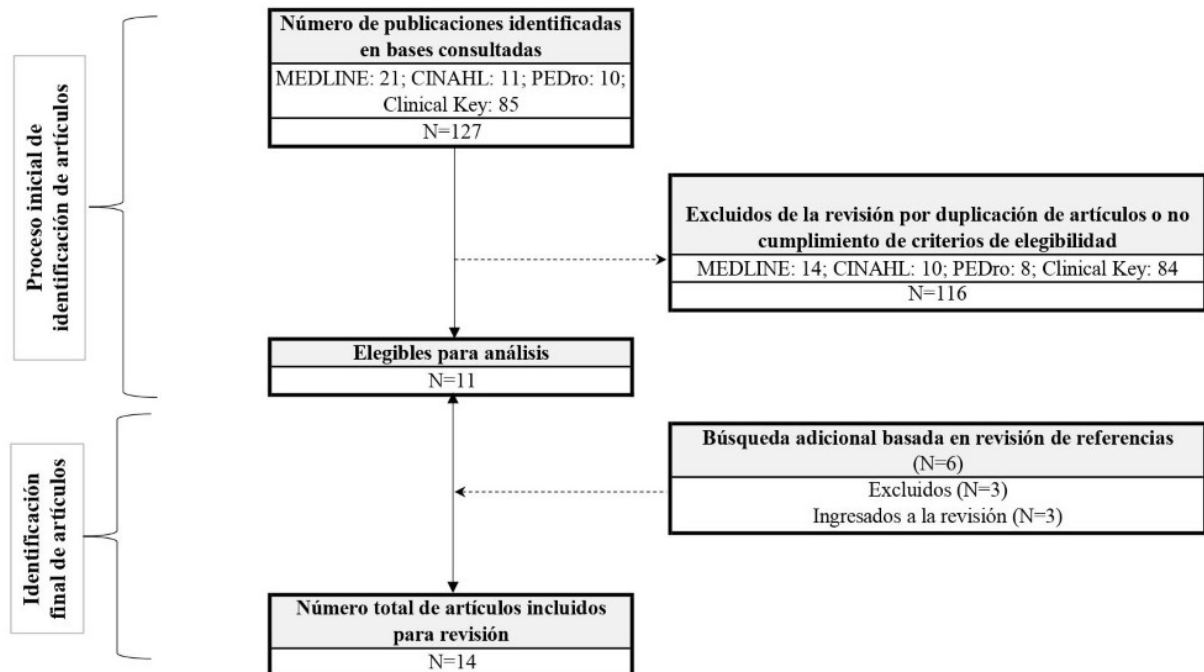 Proceso inicial de
identificación de artículos
Número de publicaciones identificadas
en bases consultadas
MEDLINE: 21; CINAHL: 11; PEDro: 10;
Clinical Key: 85
N=127
Excluidos de la revisión por duplicación de artículos o no
cumplimiento de criterios de elegibilidad
MEDLINE: 14; CINAHL: 10; PEDro: 8; Clinical Key: 84
N=116
Elegibles para análisis
N=11
Identificación
final de artículos
Búsqueda adicional basada en revisión de referencias
(N=6)
Excluidos (N=3)
Ingresados a la revisión (N=3)
Número total de artículos incluidos
para revisión
N=14